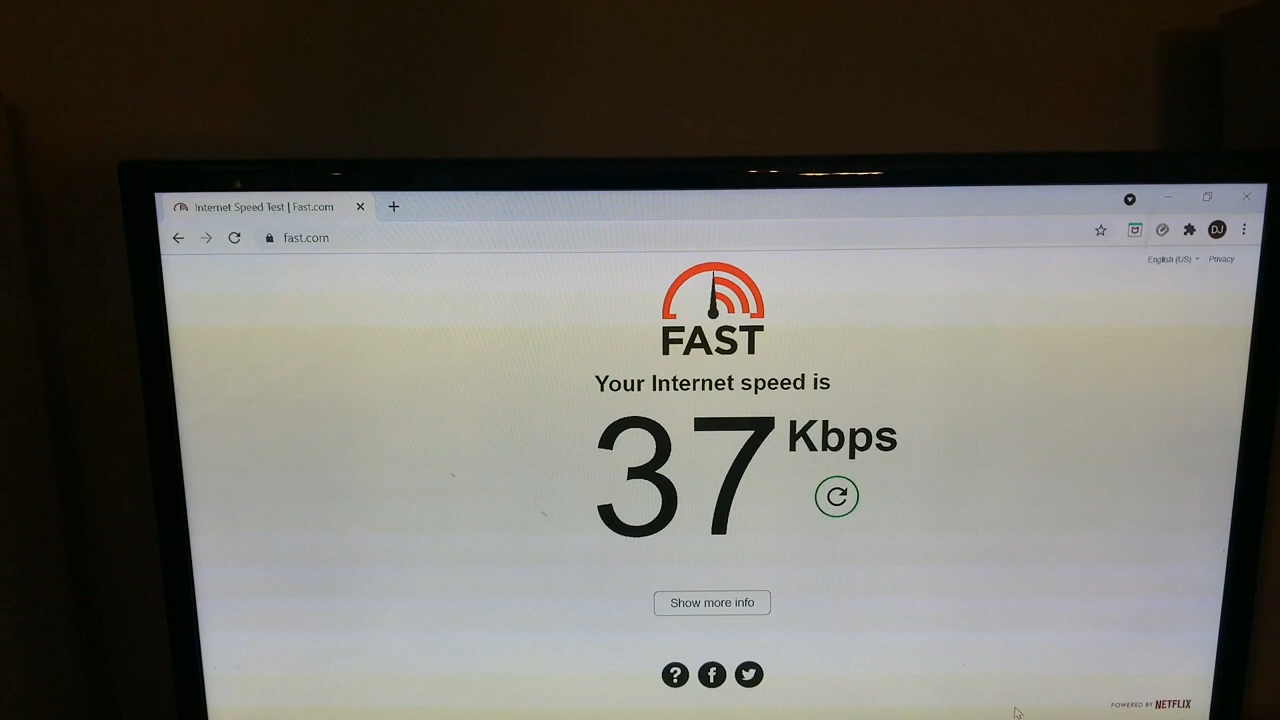 Internet Speed Test | Fast.com
fast.com
DJ
English (US) Privacy
FAST
Your Internet speed is
37 Kbps
Show more info
?
POWERED BY NETFLIX